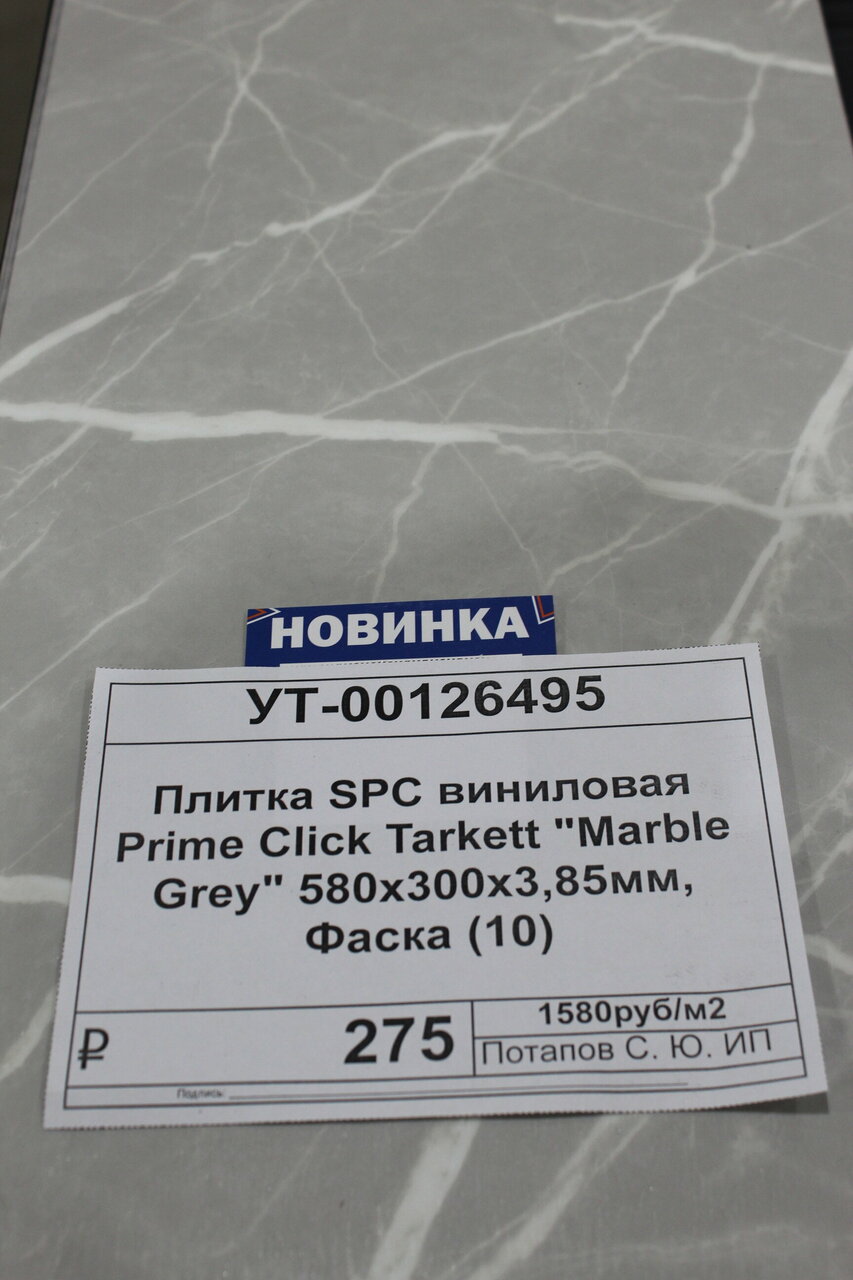 НОВИНКА
УТ-00126495
Плитка SPC виниловая
Prime Click Tarkett "Marble
Grey" 580х300х3,85мм,
Фаска (10)
₽ 275
1580руб/м2
Потапов С. Ю. ИП
Подпись: